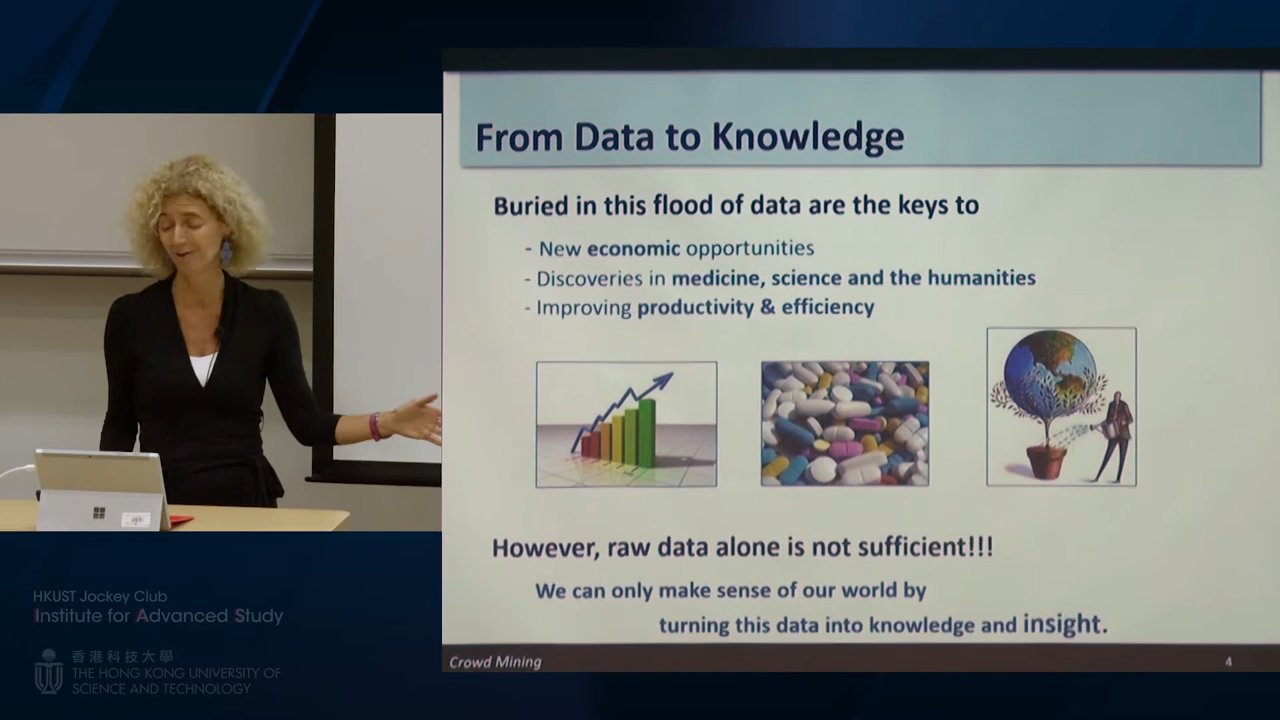 From Data to Knowledge
Buried in this flood of data are the keys to
- New economic opportunities
- Discoveries in medicine, science and the humanities
- Improving productivity & efficiency
However, raw data alone is not sufficient!!!
We can only make sense of our world by
turning this data into knowledge and insight.
Crowd Mining
4
HKUST Jockey Club
Institute for Advanced Study
香港科技大學
THE HONG KONG UNIVERSITY OF
SCIENCE AND TECHNOLOGY